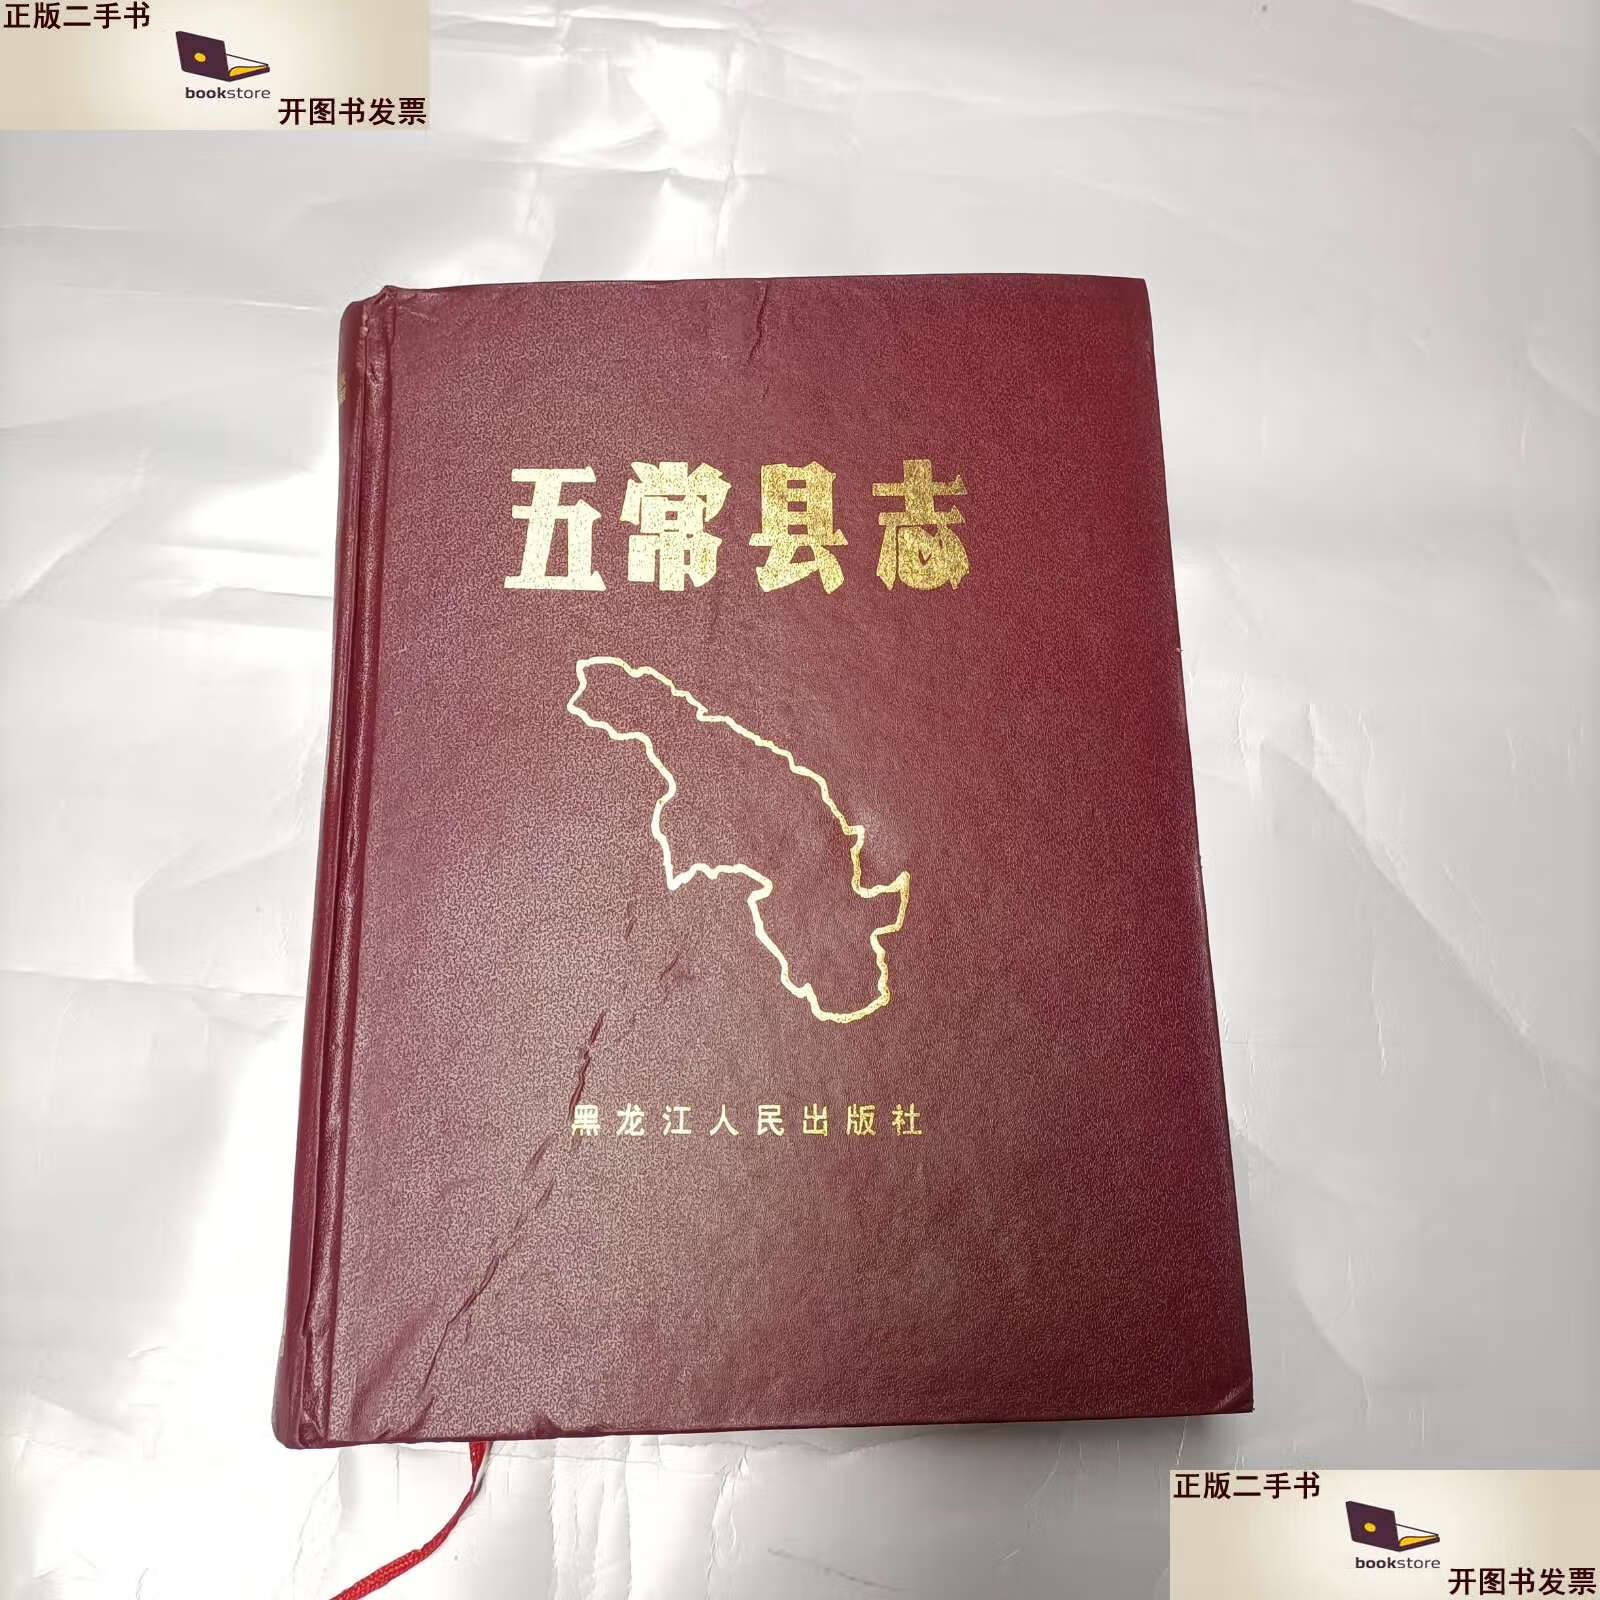 正版二手书
bookstore
开图书发票
五常县志
黑龙江人民出版社
正版二手书
bookstore
开图书发票